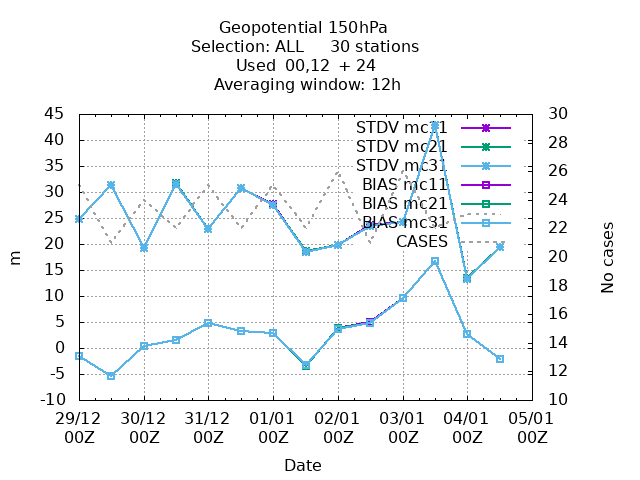 Geopotential 150hPa
Selection: ALL 30 stations
Used 00,12 + 24
Averaging window: 12h
45 30
40 28
35 26
30 24
25 22
20 20
15 18
10 16
5 14
0 12
-5 10
-10
STDV mc11
STDV mc21
STDV mc31
BIAS mc11
BIAS mc21
BIAS mc31
CASES
m
No cases
29/12 30/12 31/12 01/01 02/01 03/01 04/01 05/01
00Z 00Z 00Z 00Z 00Z 00Z 00Z 00Z
Date